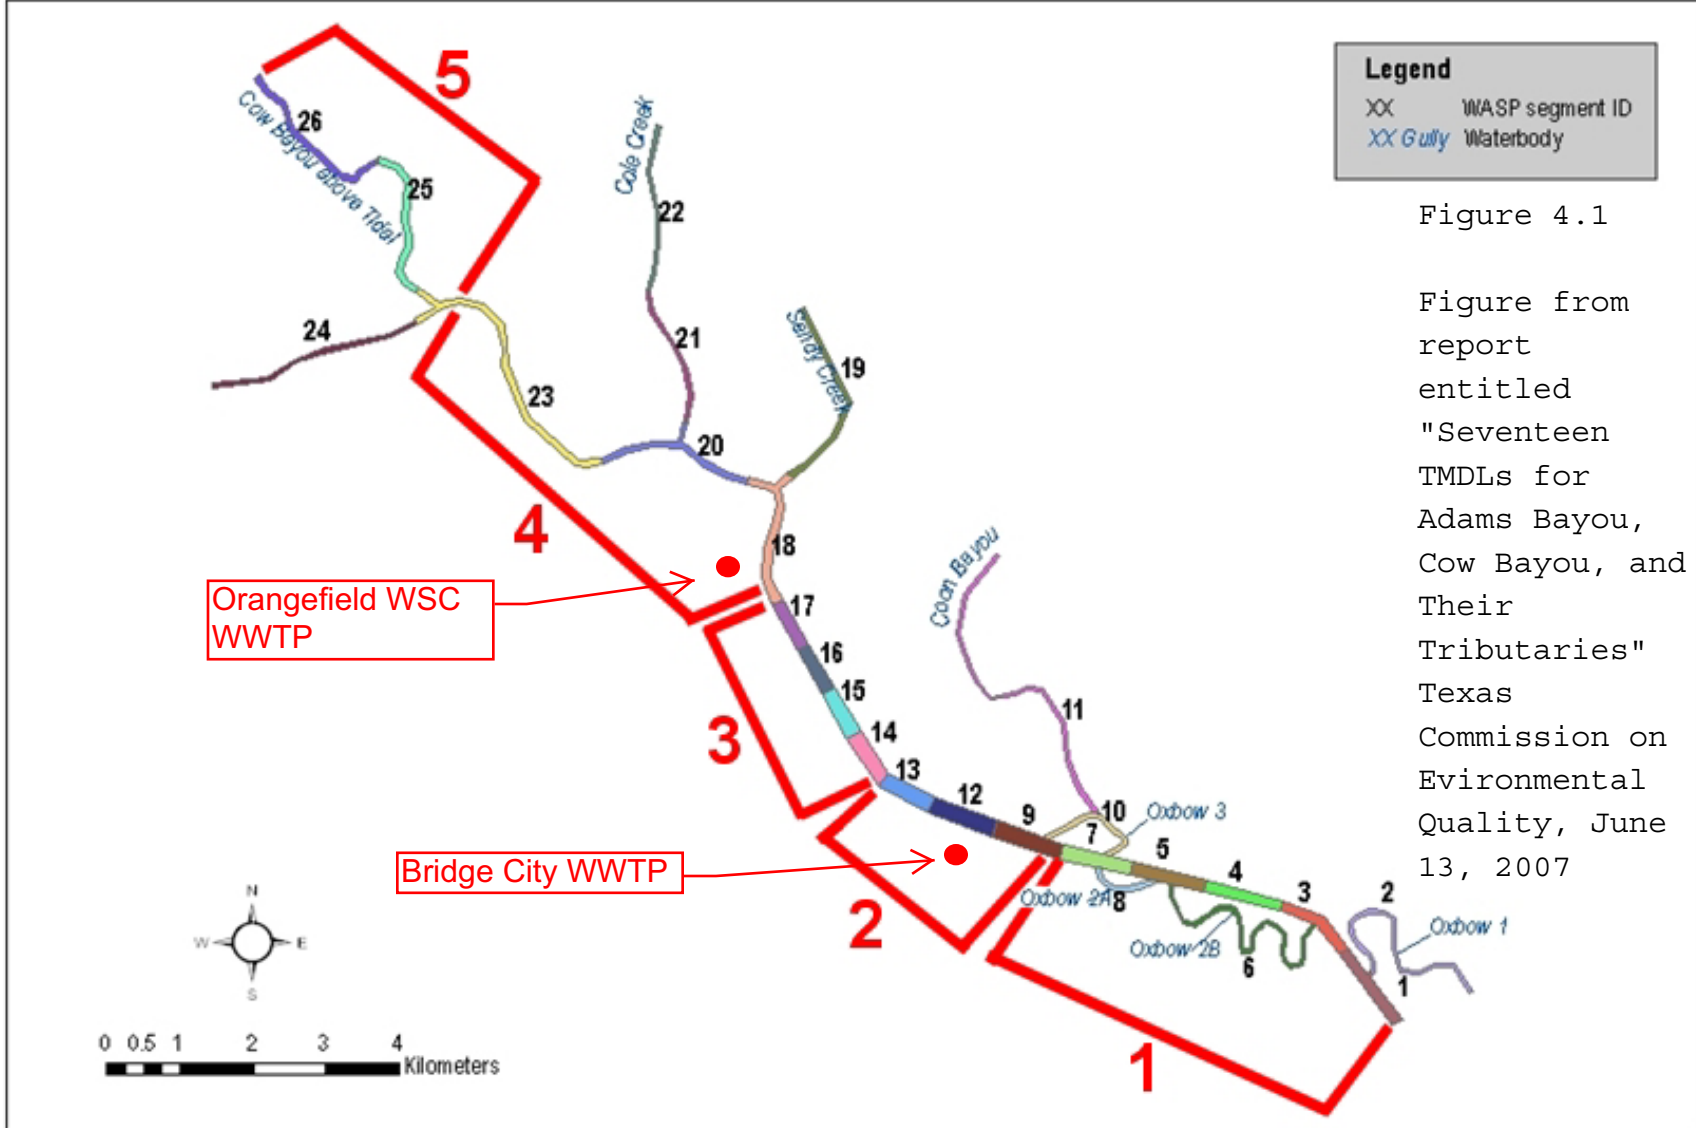 Legend
XX WASP segment ID
XX Gully Waterbody
Figure 4.1
Figure from
report
entitled
"Seventeen
TMDLs for
Adams Bayou,
Cow Bayou, and
Their
Tributaries"
Texas
Commission on
Evironmental
Quality, June
13, 2007
5
26
Cow Bayou above Tidal
25
Cole Creek
22
24
21
Sandy Creek
19
23
20
4
18
Orangefield WSC
WWTP
17
Coon Bayou
16
15
11
3
14
13
12
9
10
7
Oxbow 3
5
Bridge City WWTP
4
3
2
Oxbow 2A
8
2
Oxbow 1
Oxbow 2B
6
1
1
N
W E
S
0 0.5 1 2 3 4
Kilometers